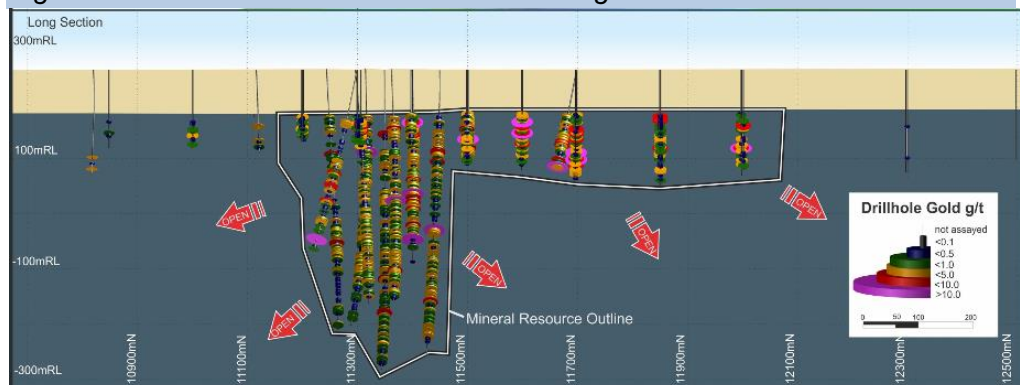 Long Section
300mRL
100mRL
-100mRL
-300mRL
OPEN
OPEN
OPEN
OPEN
OPEN
Mineral Resource Outline
10900mN
11100mN
11300mN
11500mN
11700mN
11900mN
12100mN
12300mN
12500mN
Drillhole Gold g/t
not assayed
<0.1
<0.5
<1.0
<5.0
<10.0
>10.0
0 50 100 200